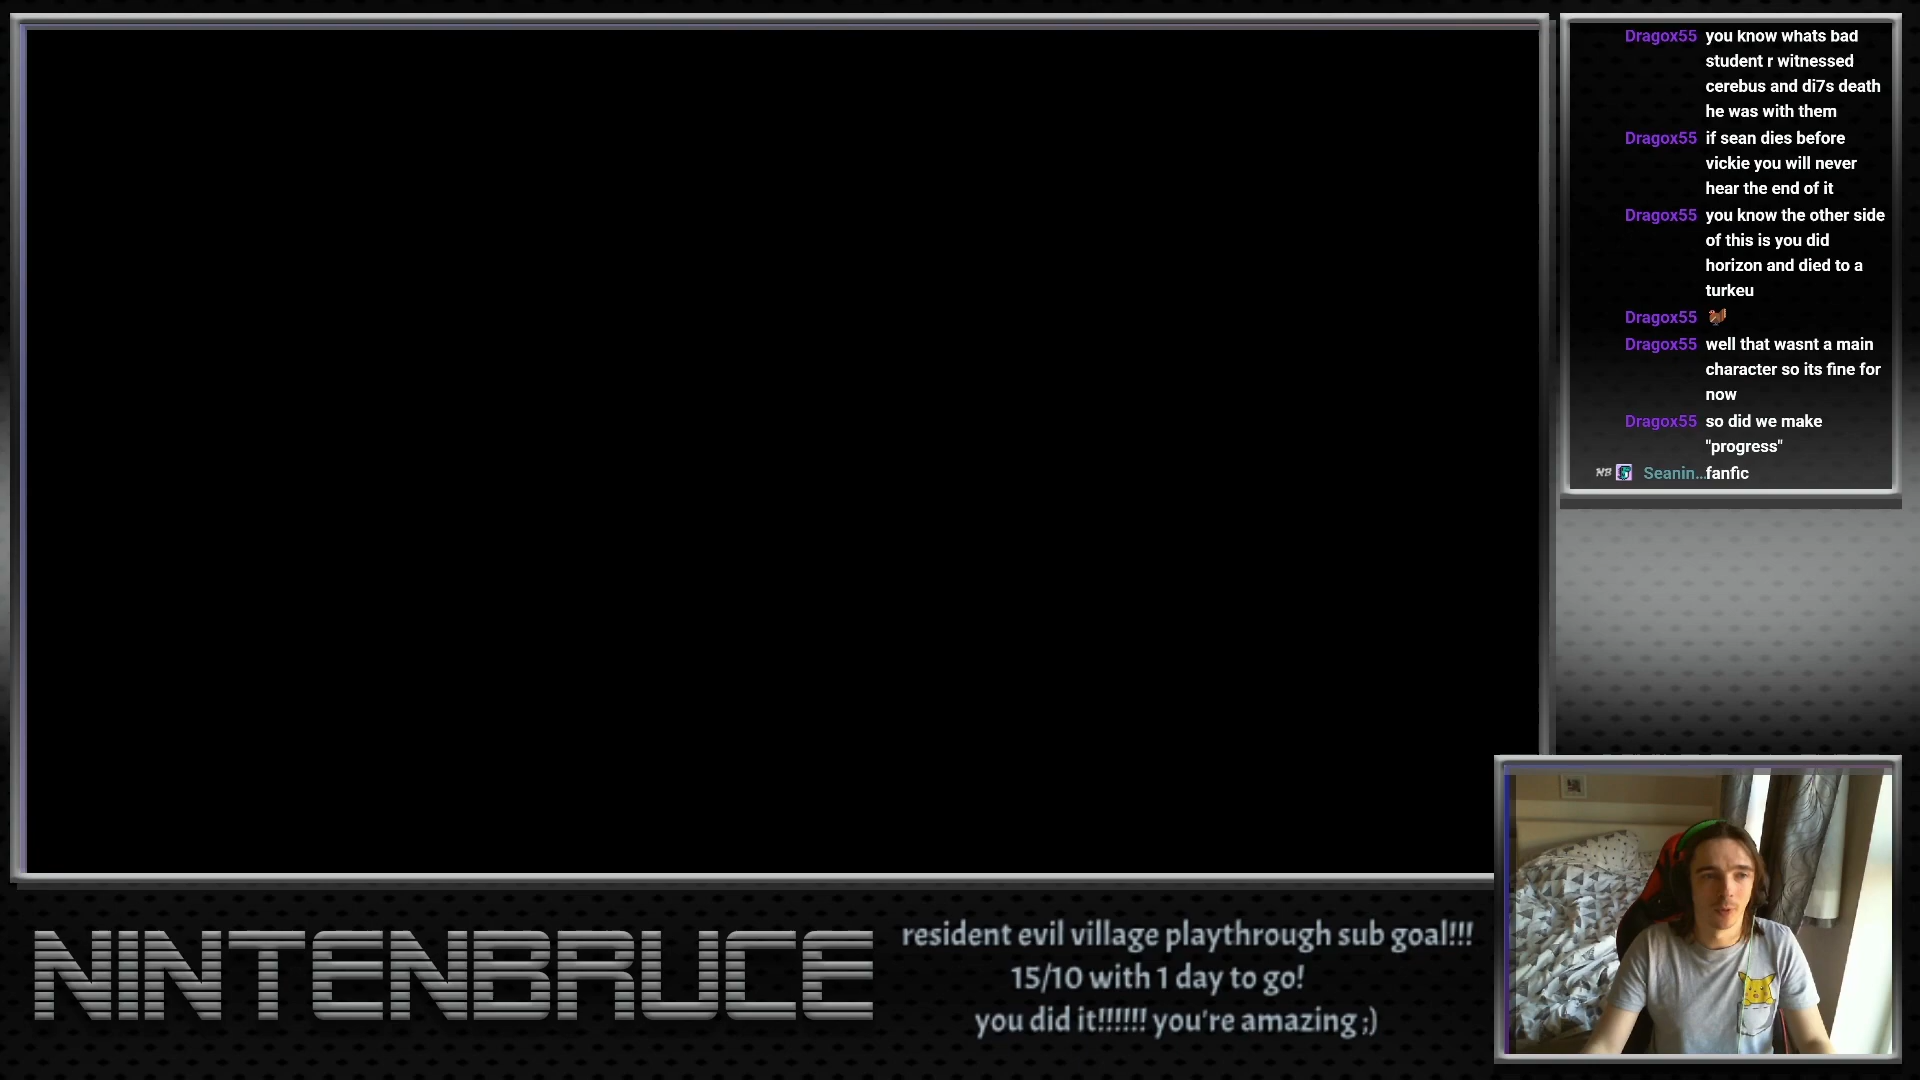 Dragox55 you know whats bad
student r witnessed
cerebus and di7s death
he was with them
Dragox55 if sean dies before
vickie you will never
hear the end of it
Dragox55 you know the other side
of this is you did
horizon and died to a
turkeu
Dragox55
Dragox55 well that wasnt a main
character so its fine for
now
Dragox55 so did we make
"progress"
NB Seanin...fanfic
NINTENBRUCE
resident evil village playthrough sub goal!!!
15/10 with 1 day to go!
you did it!!!!!! you're amazing ;)